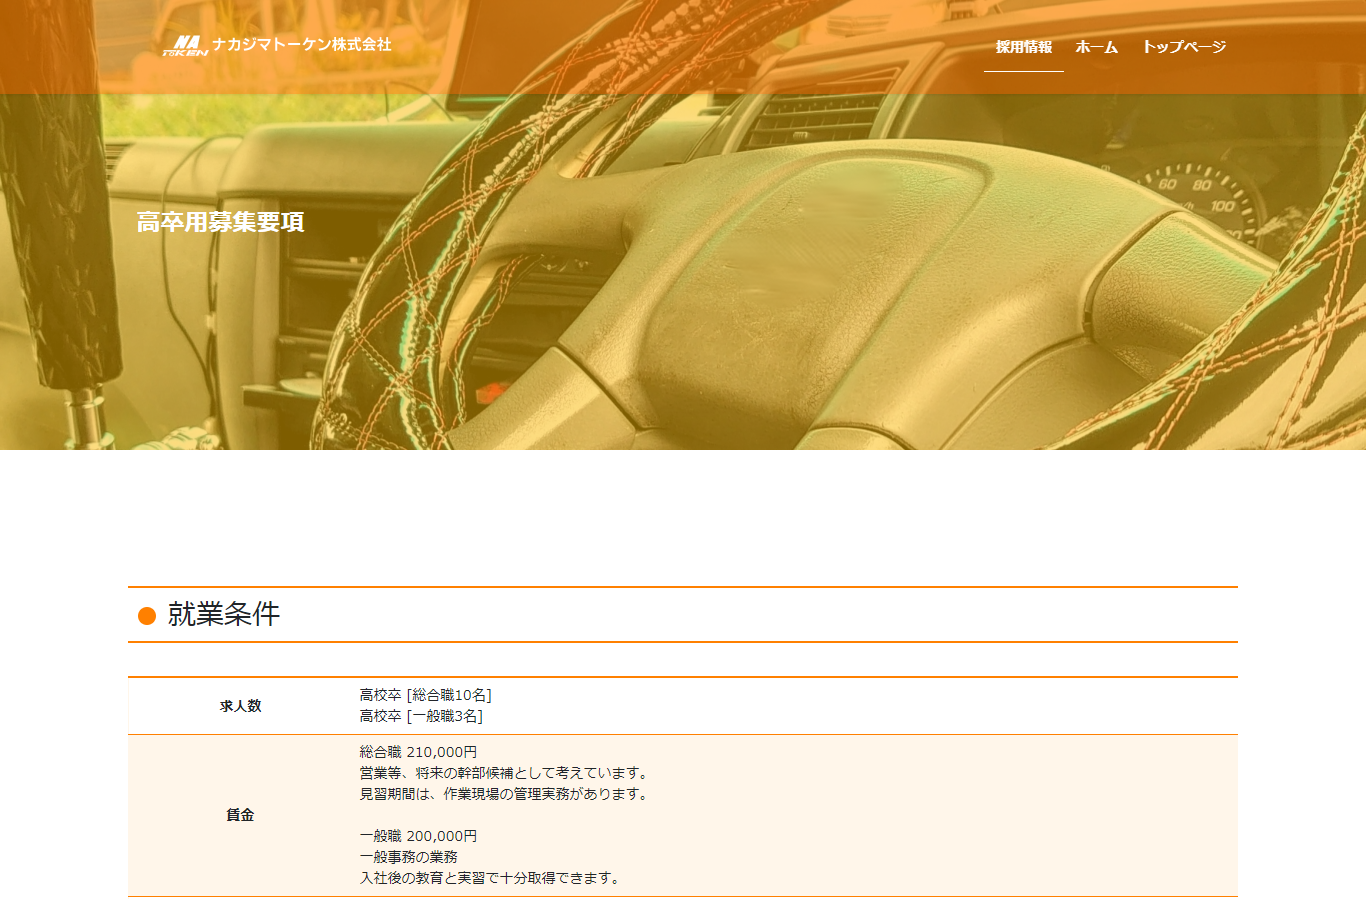 NA
TOKEN ナカジマトーケン株式会社
採用情報 ホーム トップページ
60 80
100
高卒用募集要項
就業条件
求人数
高校卒 [総合職10名]
高校卒 [一般職3名]
賃金
総合職 210,000円
営業等、将来の幹部候補として考えています。
見習期間は、作業現場の管理実務があります。
一般職 200,000円
一般事務の業務
入社後の教育と実習で十分取得できます。